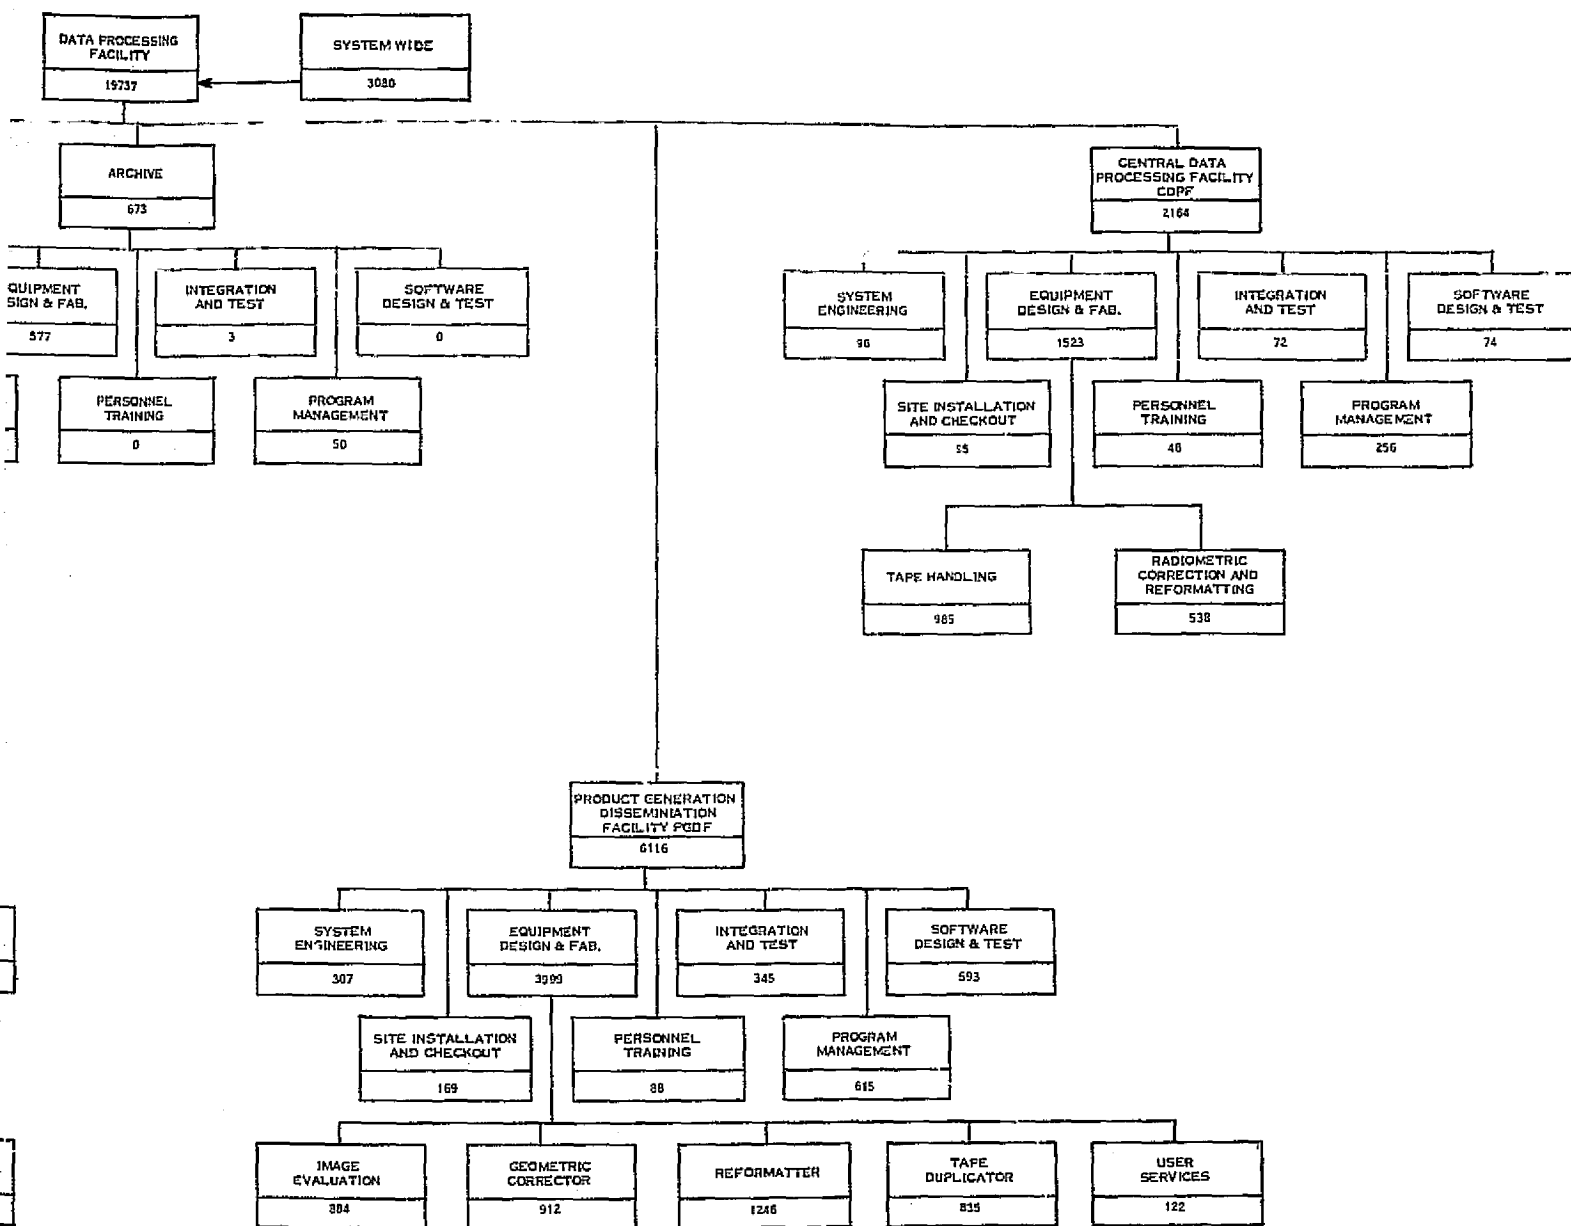 DATA PROCESSING
FACILITY
19737
SYSTEM WIDE
3080
ARCHIVE
673
CENTRAL DATA
PROCESSING FACILITY
CDPF
2164
QUIPMENT
SIGN & FAB.
577
INTEGRATION
AND TEST
3
SOFTWARE
DESIGN & TEST
0
PERSONNEL
TRAINING
0
PROGRAM
MANAGEMENT
50
SYSTEM
ENGINEERING
96
EQUIPMENT
DESIGN & FAB.
1523
INTEGRATION
AND TEST
72
SOFTWARE
DESIGN & TEST
74
SITE INSTALLATION
AND CHECKOUT
95
PERSONNEL
TRAINING
48
PROGRAM
MANAGEMENT
256
TAPE HANDLING
985
RADIOMETRIC
CORRECTION AND
REFORMATTING
538
PRODUCT GENERATION
DISSEMINIATION
FACILITY PGDF
6116
SYSTEM
ENGINEERING
307
EQUIPMENT
DESIGN & FAB.
3999
INTEGRATION
AND TEST
345
SOFTWARE
DESIGN & TEST
593
SITE INSTALLATION
AND CHECKOUT
169
PERSONNEL
TRAINING
88
PROGRAM
MANAGEMENT
615
IMAGE
EVALUATION
884
GEOMETRIC
CORRECTOR
912
REFORMATTER
1246
TAPE
DUPLICATOR
835
USER
SERVICES
122